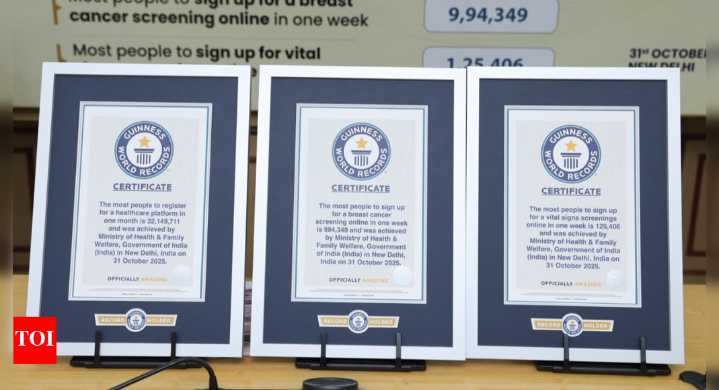 cancer screening online in one week
9,94,349
Most people to sign up for vital
1,25,406
31ST OCTOBE
NEW DELHI
GUINNESS
WORLD RECORDS
CERTIFICATE
The most people to register
for a healthcare platform in
one month is 32,149,711
and was achieved by
Ministry of Health & Family
Welfare, Government of India
(India) in New Delhi, India on
31 October 2025.
OFFICIALLY AMAZING
RECORD HOLDER
GUINNESS
WORLD RECORDS
CERTIFICATE
The most people to sign up
for a breast cancer
screening online in one week
is 994,349 and was achieved
by Ministry of Health &
Family Welfare, Government
of India (India) in New Delhi,
India on 31 October 2025.
OFFICIALLY AMAZING
RECORD HOLDER
GUINNESS
WORLD RECORDS
CERTIFICATE
The most people to sign up
for a vital signs screenings
online in one week is 125,406
and was achieved by
Ministry of Health & Family
Welfare, Government of India
(India) in New Delhi, India on
31 October 2025.
OFFICIALLY AMAZING
RECORD HOLDER
TOI